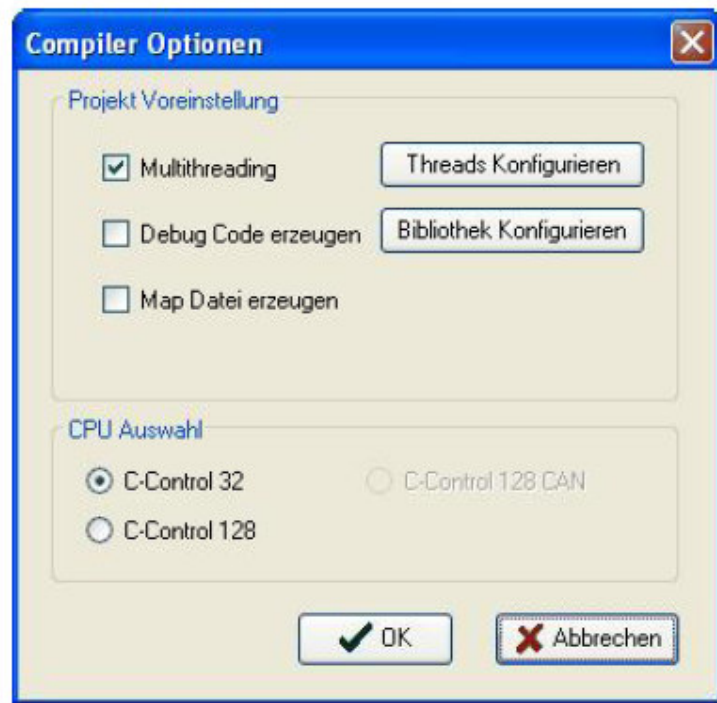 Compiler Optionen
Projekt Voreinstellung
Multithreading
Threads Konfigurieren
Debug Code erzeugen
Bibliothek Konfigurieren
Map Datei erzeugen
CPU Auswahl
C-Control 32
C-Control 128 CAN
C-Control 128
OK
Abbrechen